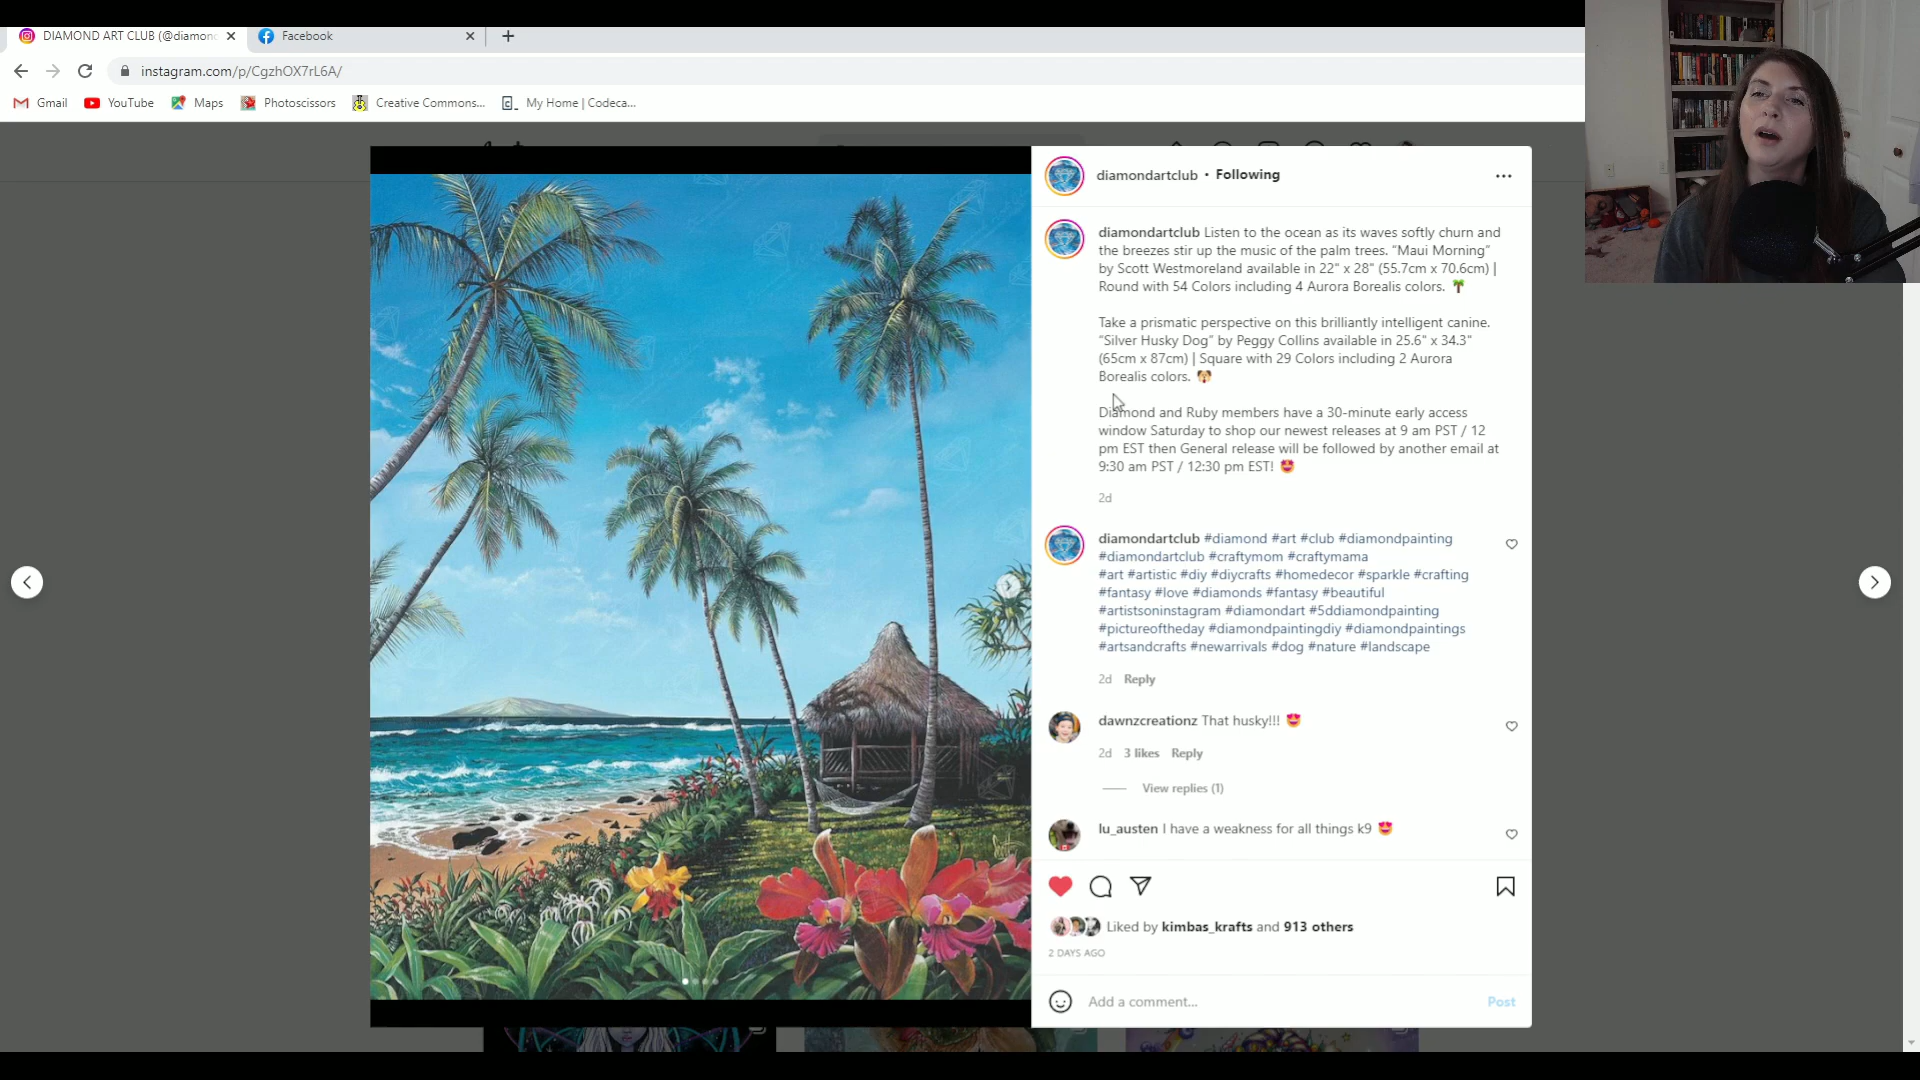 DIAMOND ART CLUB (@diamon
Facebook
instagram.com/p/CgzhOX7rL6A/
Gmail
YouTube
Maps
Photoscissors
Creative Commons...
My Home | Codeca...
diamondartclub • Following
diamondartclub Listen to the ocean as its waves softly churn and
the breezes stir up the music of the palm trees. “Maui Morning”
by Scott Westmoreland available in 22" x 28" (55.7cm x 70.6cm) |
Round with 54 Colors including 4 Aurora Borealis colors. 🌴
Take a prismatic perspective on this brilliantly intelligent canine.
“Silver Husky Dog” by Peggy Collins available in 25.6" x 34.3"
(65cm x 87cm) | Square with 29 Colors including 2 Aurora
Borealis colors. 🐶
Diamond and Ruby members have a 30-minute early access
window Saturday to shop our newest releases at 9 am PST / 12
pm EST then General release will be followed by another email at
9:30 am PST / 12:30 pm EST! 🤩
2d
diamondartclub #diamond #art #club #diamondpainting
#diamondartclub #craftymom #craftymama
#art #artistic #diy #diycrafts #homedecor #sparkle #crafting
#fantasy #love #diamonds #fantasy #beautiful
#artistsoninstagram #diamondart #5ddiamondpainting
#pictureoftheday #diamondpaintingdiy #diamondpaintings
#artsandcrafts #newarrivals #dog #nature #landscape
2d Reply
dawnzcreationz That husky!!! 😍
2d 3 likes Reply
View replies (1)
lu_austen I have a weakness for all things k9 😍
Liked by kimbas_krafts and 913 others
2 DAYS AGO
Add a comment...
Post